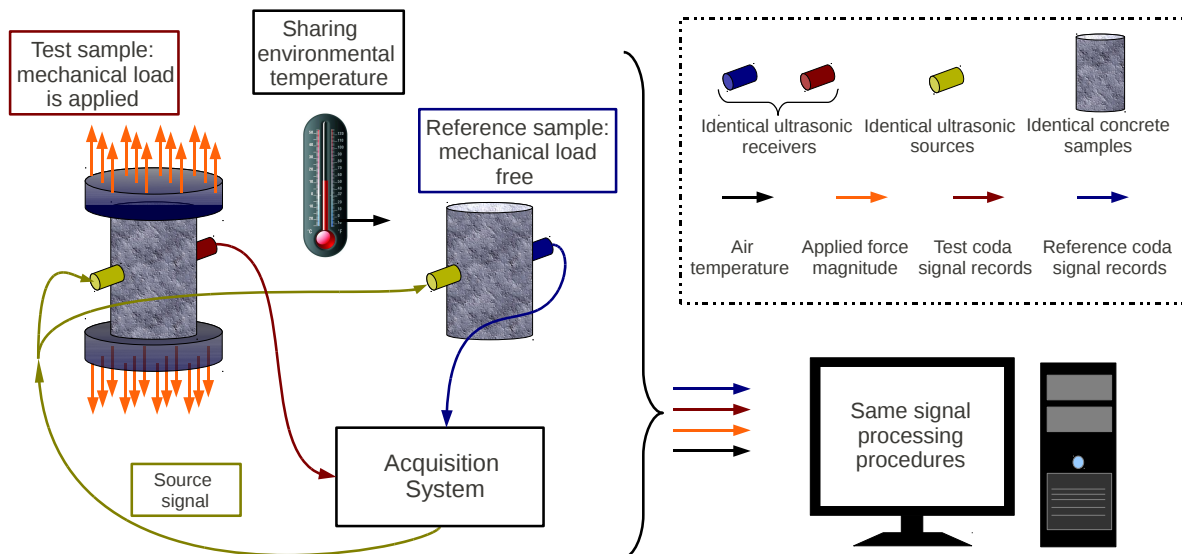 Test sample:
mechanical load
is applied
Sharing
environmental
temperature
Reference sample:
mechanical load
free
Source
signal
Acquisition
System
Identical ultrasonic
receivers
Identical ultrasonic
sources
Identical concrete
samples
Air
temperature
Applied force
magnitude
Test coda
signal records
Reference coda
signal records
Same signal
processing
procedures